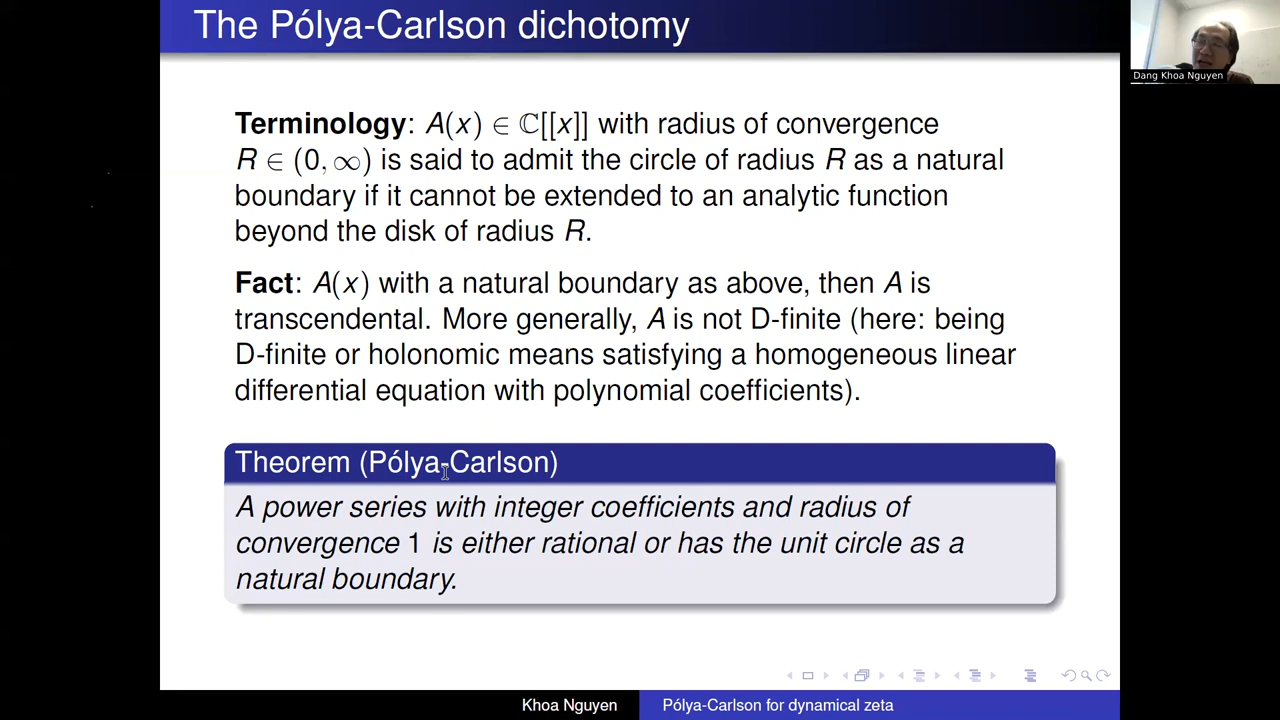 The Pólya-Carlson dichotomy
Dang Khoa Nguyen
Terminology: A(x) ∈ ℂ[[x]] with radius of convergence
R ∈ (0, ∞) is said to admit the circle of radius R as a natural
boundary if it cannot be extended to an analytic function
beyond the disk of radius R.
Fact: A(x) with a natural boundary as above, then A is
transcendental. More generally, A is not D-finite (here: being
D-finite or holonomic means satisfying a homogeneous linear
differential equation with polynomial coefficients).
Theorem (Pólya-Carlson)
A power series with integer coefficients and radius of
convergence 1 is either rational or has the unit circle as a
natural boundary.
Khoa Nguyen
Pólya-Carlson for dynamical zeta